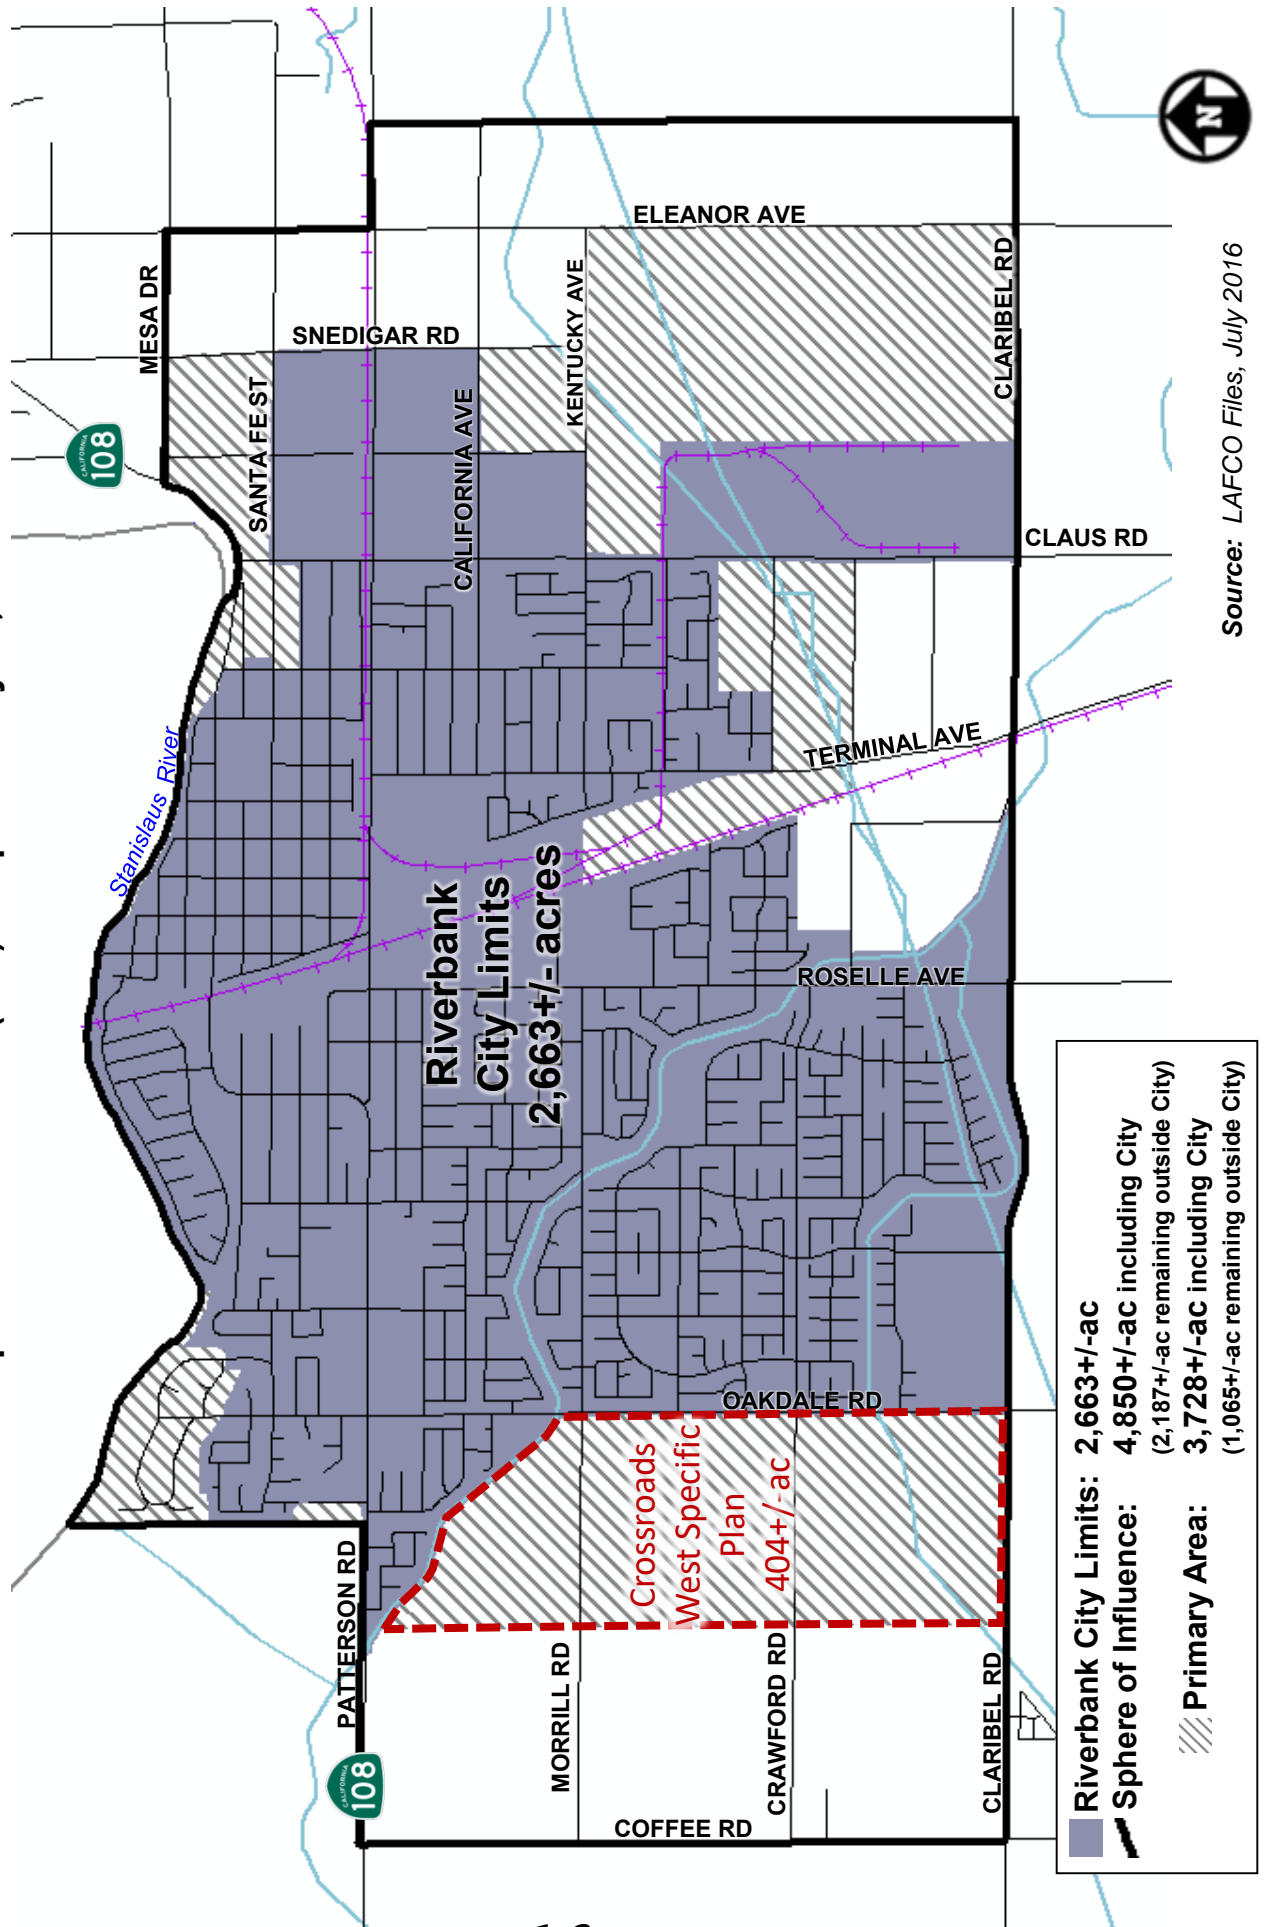 MESA DR
CALIFORNIA
108
SANTA FE ST
SNEDIGAR RD
CALIFORNIA AVE
KENTUCKY AVE
ELEANOR AVE
CLARIBEL RD
CLAUS RD
Stanislaus River
TERMINAL AVE
Riverbank
City Limits
2,663+/- acres
ROSELLE AVE
OAKDALE RD
Crossroads
West Specific
Plan
404+/-ac
PATTERSON RD
CALIFORNIA
108
MORRILL RD
CRAWFORD RD
CLARIBEL RD
COFFEE RD
N
Source: LAFCO Files, July 2016
Riverbank City Limits: 2,663+/-ac
Sphere of Influence: 4,850+/-ac including City
(2,187+/-ac remaining outside City)
Primary Area: 3,728+/-ac including City
(1,065+/-ac remaining outside City)